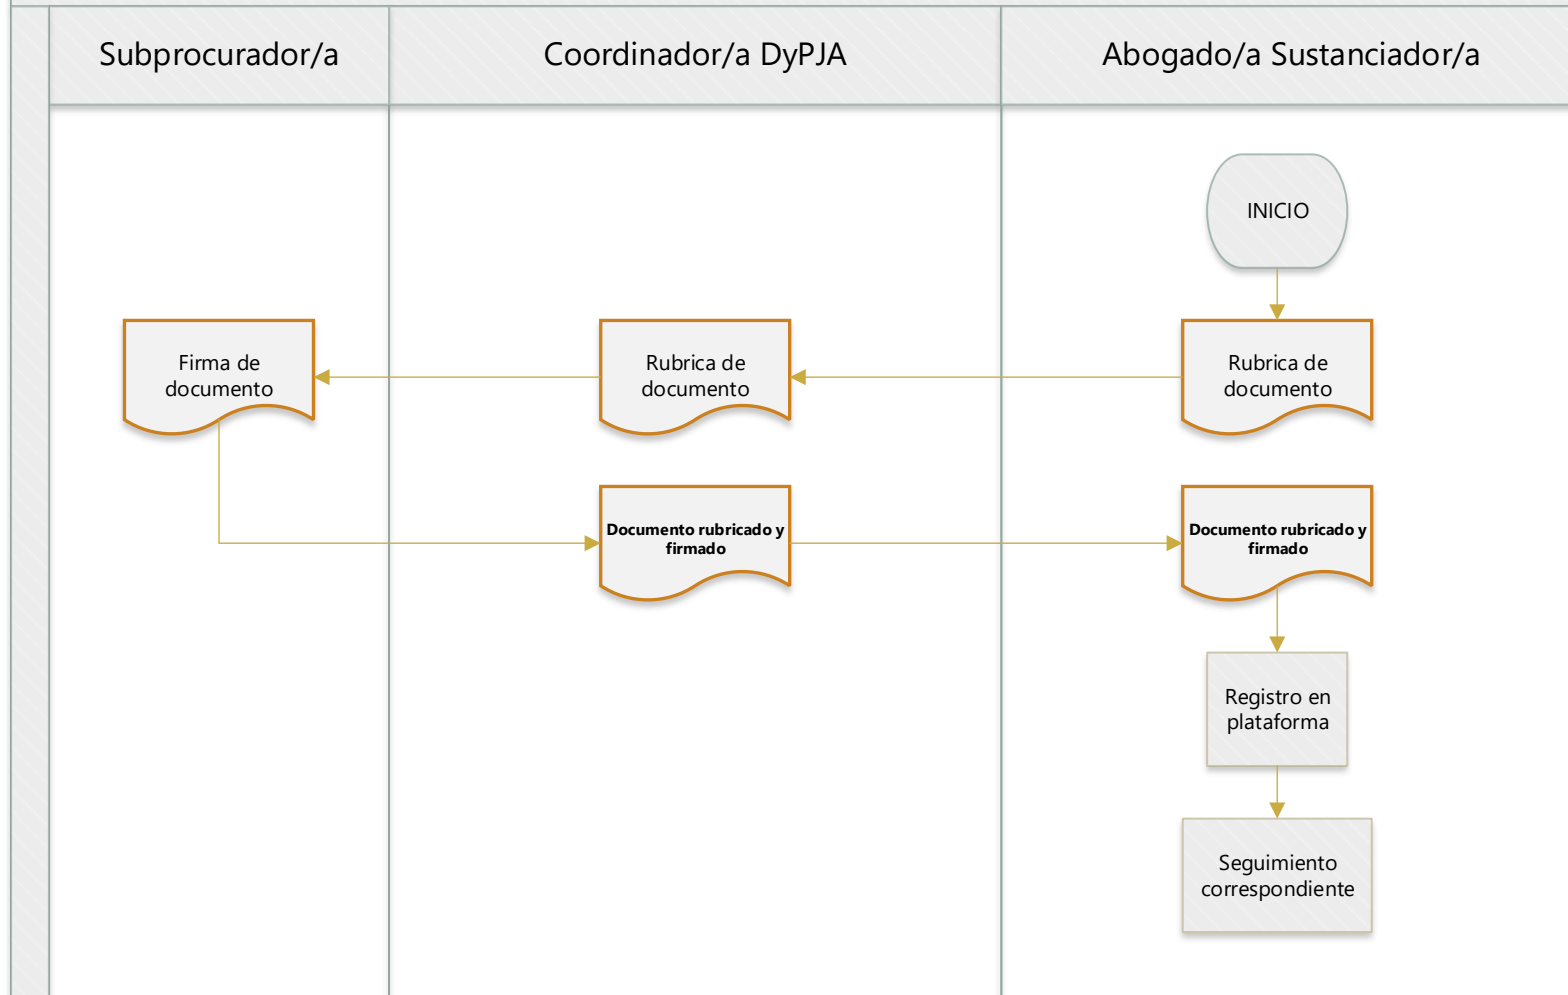 Subprocurador/a
Coordinador/a DyPJA
Abogado/a Sustanciador/a
INICIO
Firma de
documento
Rubrica de
documento
Rubrica de
documento
Documento rubricado y
firmado
Documento rubricado y
firmado
Registro en
plataforma
Seguimiento
correspondiente